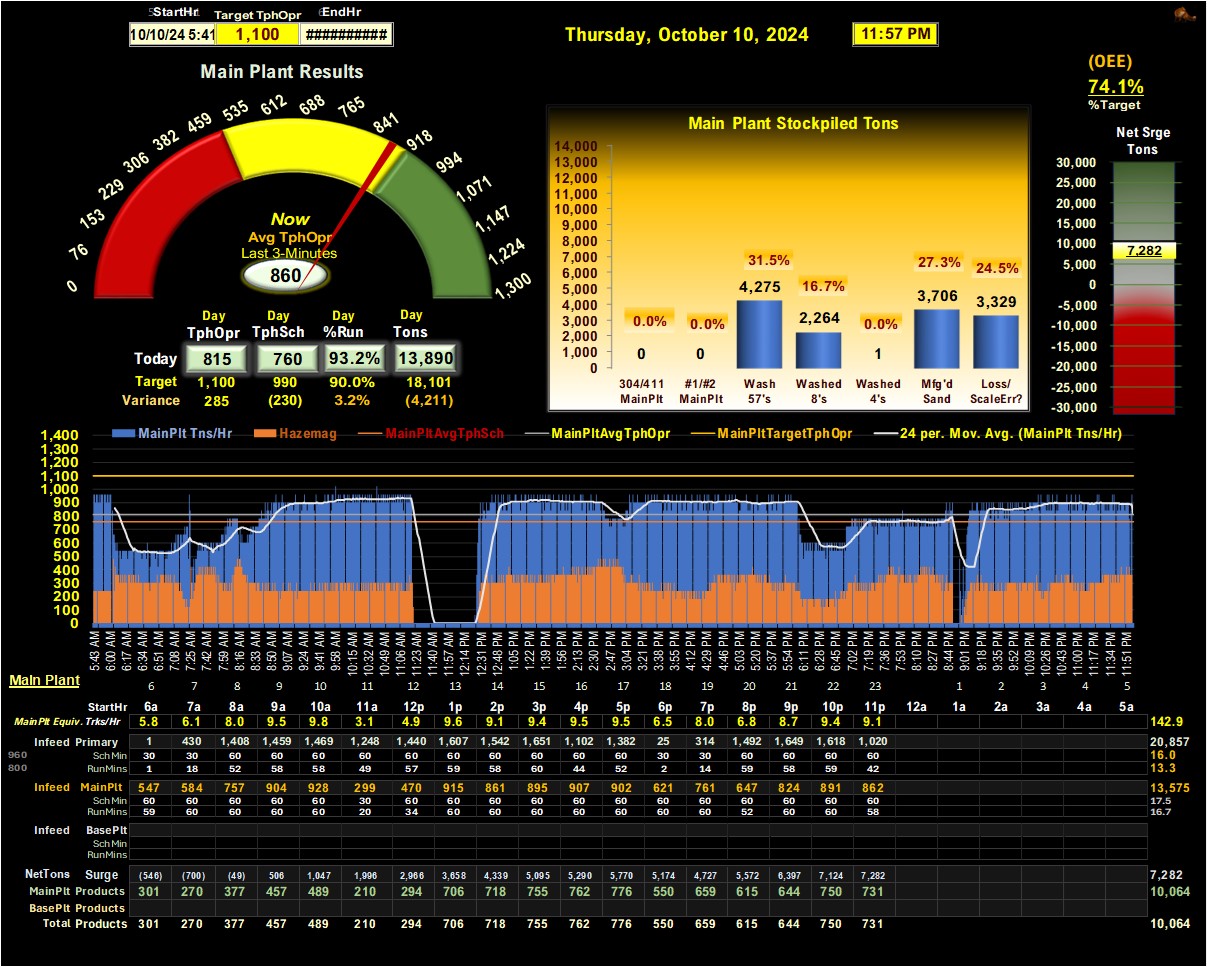 StartHr Target TphOpr EndHr
10/10/24 5:41 1,100 ##########
Thursday, October 10, 2024 11:57 PM
(OEE)
74.1%
%Target
Main Plant Results
0 76 153 229 306 382 459 535 612 688 765 841 918 994 1,071 1,147 1,224 1,300
Now
Avg TphOpr
Last 3-Minutes
860
Day Day Day Day
TphOpr TphSch %Run Tons
Today 815 760 93.2% 13,890
Target 1,100 990 90.0% 18,101
Variance 285 (230) 3.2% (4,211)
Main Plant Stockpiled Tons
14,000
13,000
12,000
11,000
10,000
9,000
8,000
7,000
6,000
5,000
4,000
3,000
2,000
1,000
0
0.0% 0.0% 31.5% 16.7% 0.0% 27.3% 24.5%
0 0 4,275 2,264 1 3,706 3,329
304/411 #1/#2 Wash Washed Washed Mfg'd Loss/
MainPlt MainPlt 57's 8's 4's Sand ScaleErr?
Net Srge
Tons
30,000
25,000
20,000
15,000
10,000
7,282
5,000
0
-5,000
-10,000
-15,000
-20,000
-25,000
-30,000
MainPlt Tns/Hr Hazemag MainPltAvgTphSch MainPltAvgTphOpr MainPltTargetTphOpr 24 per. Mov. Avg. (MainPlt Tns/Hr)
1,400
1,300
1,200
1,100
1,000
900
800
700
600
500
400
300
200
100
0
5:43 AM 6:00 AM 6:17 AM 6:34 AM 6:51 AM 7:08 AM 7:25 AM 7:42 AM 7:59 AM 8:16 AM 8:33 AM 9:07 AM 9:24 AM 9:41 AM 9:58 AM 10:15 AM 10:32 AM 10:49 AM 11:06 AM 11:23 AM 11:40 AM 11:57 AM 12:14 PM 12:31 PM 12:48 PM 1:05 PM 1:22 PM 1:39 PM 1:56 PM 2:13 PM 2:30 PM 2:47 PM 3:04 PM 3:21 PM 3:38 PM 3:55 PM 4:12 PM 4:29 PM 4:46 PM 5:03 PM 5:20 PM 5:37 PM 5:54 PM 6:11 PM 6:28 PM 6:45 PM 7:02 PM 7:19 PM 7:36 PM 7:53 PM 8:10 PM 8:27 PM 8:44 PM 9:01 PM 9:18 PM 9:35 PM 9:52 PM 10:09 PM 10:26 PM 10:43 PM 11:00 PM 11:17 PM 11:34 PM 11:51 PM
Main Plant 6 7 8 9 10 11 12 13 14 15 16 17 18 19 20 21 22 23 1 2 3 4 5
StartHr 6a 7a 8a 9a 10a 11a 12p 1p 2p 3p 4p 5p 6p 7p 8p 9p 10p 11p 12a 1a 2a 3a 4a 5a
MainPlt Equiv. Trks/Hr 5.8 6.1 8.0 9.5 9.8 3.1 4.9 9.6 9.1 9.4 9.5 9.5 6.5 8.0 6.8 8.7 9.4 9.1 142.9
Infeed Primary 1 430 1,408 1,459 1,469 1,248 1,440 1,607 1,542 1,651 1,102 1,382 25 314 1,492 1,649 1,618 1,020 20,857
960 Sch Min 30 30 60 60 60 60 60 60 60 60 60 60 30 30 60 60 60 60 16.0
800 RunMins 1 18 52 58 58 49 57 59 58 60 44 52 2 14 59 58 59 42 13.3
Infeed MainPlt 547 584 757 904 928 299 470 915 861 895 907 902 621 761 647 824 891 862 13,575
Sch Min 60 60 60 60 60 30 60 60 60 60 60 60 60 60 60 60 60 60 17.5
RunMins 59 60 60 60 60 20 34 60 60 60 60 60 60 60 52 60 60 58 16.7
Infeed BasePlt
Sch Min
RunMins
NetTons Surge (546) (700) (49) 506 1,047 1,996 2,966 3,658 4,339 5,095 5,290 5,770 5,174 4,727 5,572 6,397 7,124 7,282 7,282
MainPlt Products 301 270 377 457 489 210 294 706 718 755 762 776 550 659 615 644 750 731 10,064
BasePlt Products
Total Products 301 270 377 457 489 210 294 706 718 755 762 776 550 659 615 644 750 731 10,064